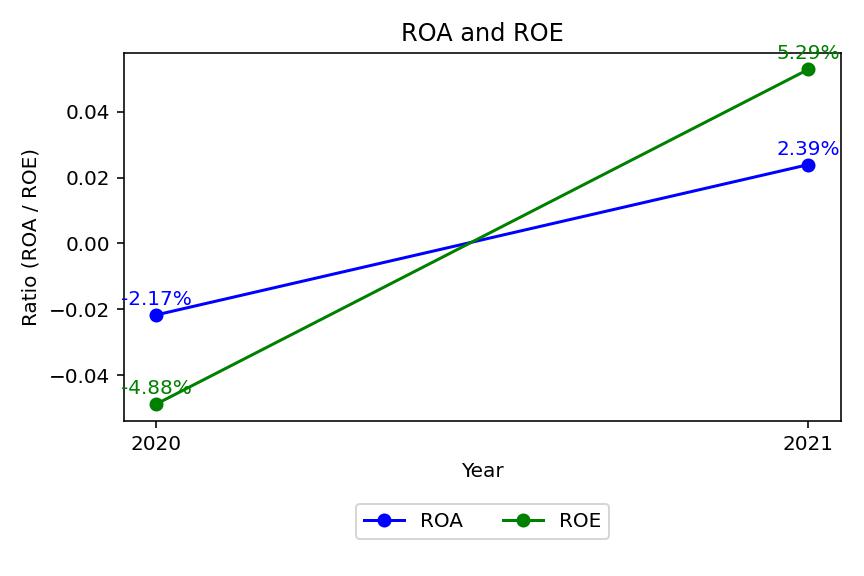 ROA and ROE
5.29%
0.04
2.39%
0.02
Ratio (ROA / ROE)
0.00
-2.17%
−0.02
−0.04
-4.88%
2020
2021
Year
ROA
ROE